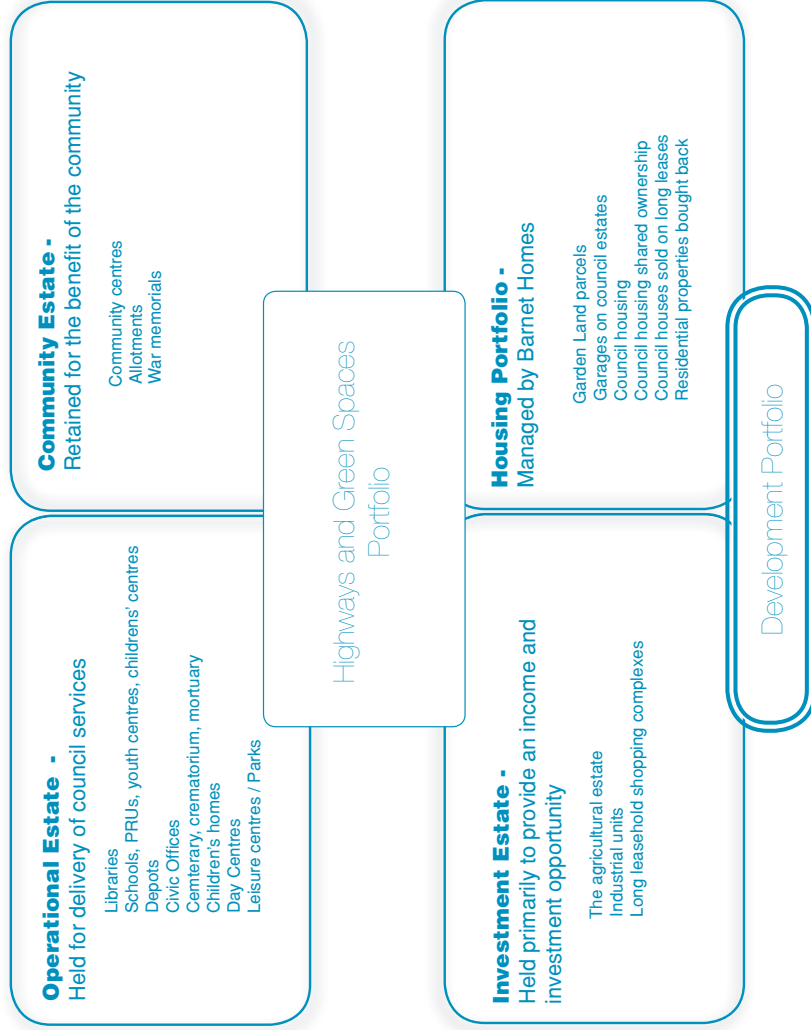 Operational Estate -
Held for delivery of council services
Libraries
Schools, PRUs, youth centres, childrens' centres
Depots
Civic Offices
Cemterary, crematorium, mortuary
Children's homes
Day Centres
Leisure centres / Parks
Community Estate -
Retained for the benefit of the community
Community centres
Allotments
War memorials
Highways and Green Spaces
Portfolio
Investment Estate -
Held primarily to provide an income and
investment opportunity
The agricultural estate
Industrial units
Long leasehold shopping complexes
Housing Portfolio -
Managed by Barnet Homes
Garden Land parcels
Garages on council estates
Council housing
Council housing shared ownership
Council houses sold on long leases
Residential properties bought back
Development Portfolio